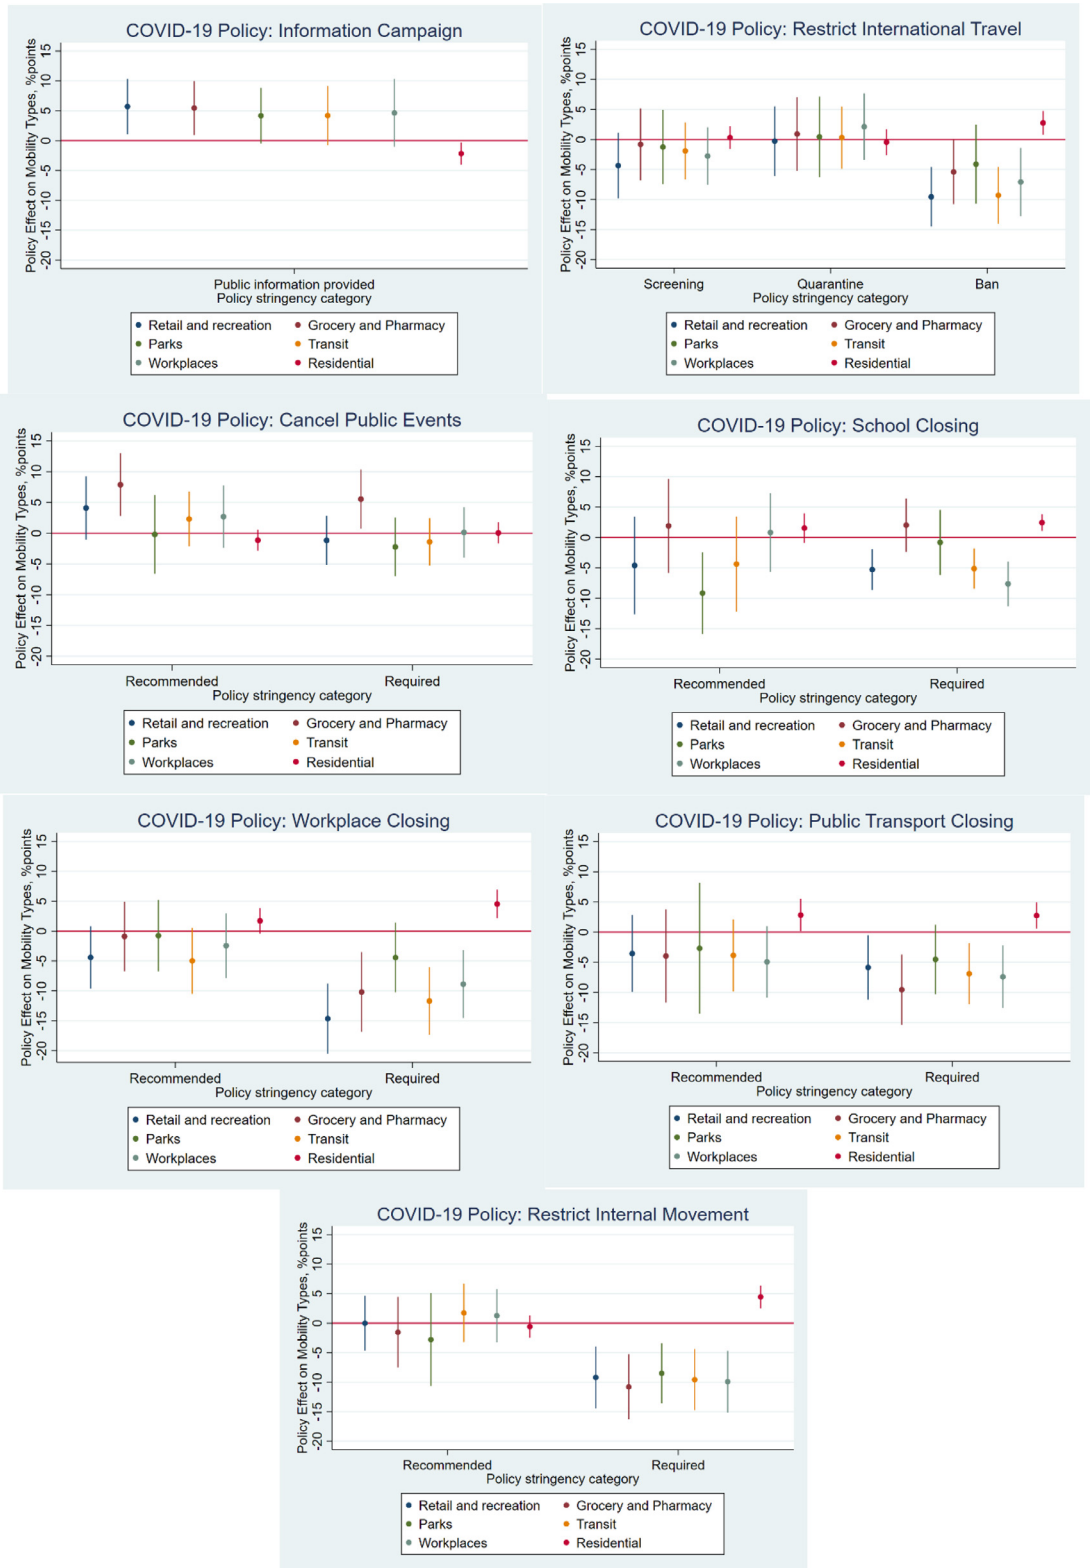 COVID-19 Policy: Information Campaign
Policy Effect on Mobility Types, %points
15
10
5
0
-5
-10
-15
-20
Public information provided
Policy stringency category
Retail and recreation
Grocery and Pharmacy
Parks
Transit
Workplaces
Residential
COVID-19 Policy: Restrict International Travel
Policy Effect on Mobility Types, %points
15
10
5
0
-5
-10
-15
-20
Screening Quarantine Ban
Policy stringency category
Retail and recreation
Grocery and Pharmacy
Parks
Transit
Workplaces
Residential
COVID-19 Policy: Cancel Public Events
Policy Effect on Mobility Types, %points
15
10
5
0
-5
-10
-15
-20
Recommended Required
Policy stringency category
Retail and recreation
Grocery and Pharmacy
Parks
Transit
Workplaces
Residential
COVID-19 Policy: School Closing
Policy Effect on Mobility Types, %points
15
10
5
0
-5
-10
-15
-20
Recommended Required
Policy stringency category
Retail and recreation
Grocery and Pharmacy
Parks
Transit
Workplaces
Residential
COVID-19 Policy: Workplace Closing
Policy Effect on Mobility Types, %points
15
10
5
0
-5
-10
-15
-20
Recommended Required
Policy stringency category
Retail and recreation
Grocery and Pharmacy
Parks
Transit
Workplaces
Residential
COVID-19 Policy: Public Transport Closing
Policy Effect on Mobility Types, %points
15
10
5
0
-5
-10
-15
-20
Recommended Required
Policy stringency category
Retail and recreation
Grocery and Pharmacy
Parks
Transit
Workplaces
Residential
COVID-19 Policy: Restrict Internal Movement
Policy Effect on Mobility Types, %points
15
10
5
0
-5
-10
-15
-20
Recommended Required
Policy stringency category
Retail and recreation
Grocery and Pharmacy
Parks
Transit
Workplaces
Residential